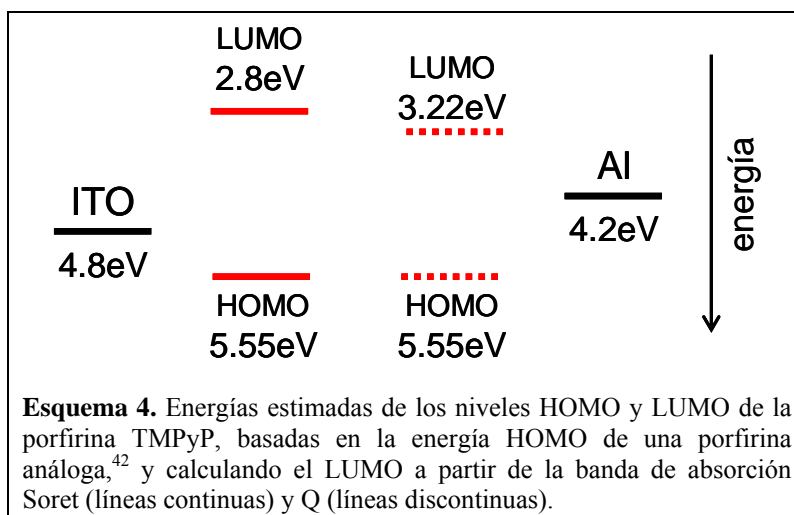 LUMO
2.8eV
LUMO
3.22eV
ITO
4.8eV
Al
4.2eV
energía
HOMO
5.55eV
HOMO
5.55eV
Esquema 4. Energías estimadas de los niveles HOMO y LUMO de la
porfirina TMPyP, basadas en la energía HOMO de una porfirina
análoga,42 y calculando el LUMO a partir de la banda de absorción
Soret (líneas continuas) y Q (líneas discontinuas).